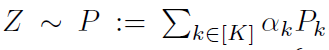 Z ∼ P := ∑_{k∈[K]} α_k P_k